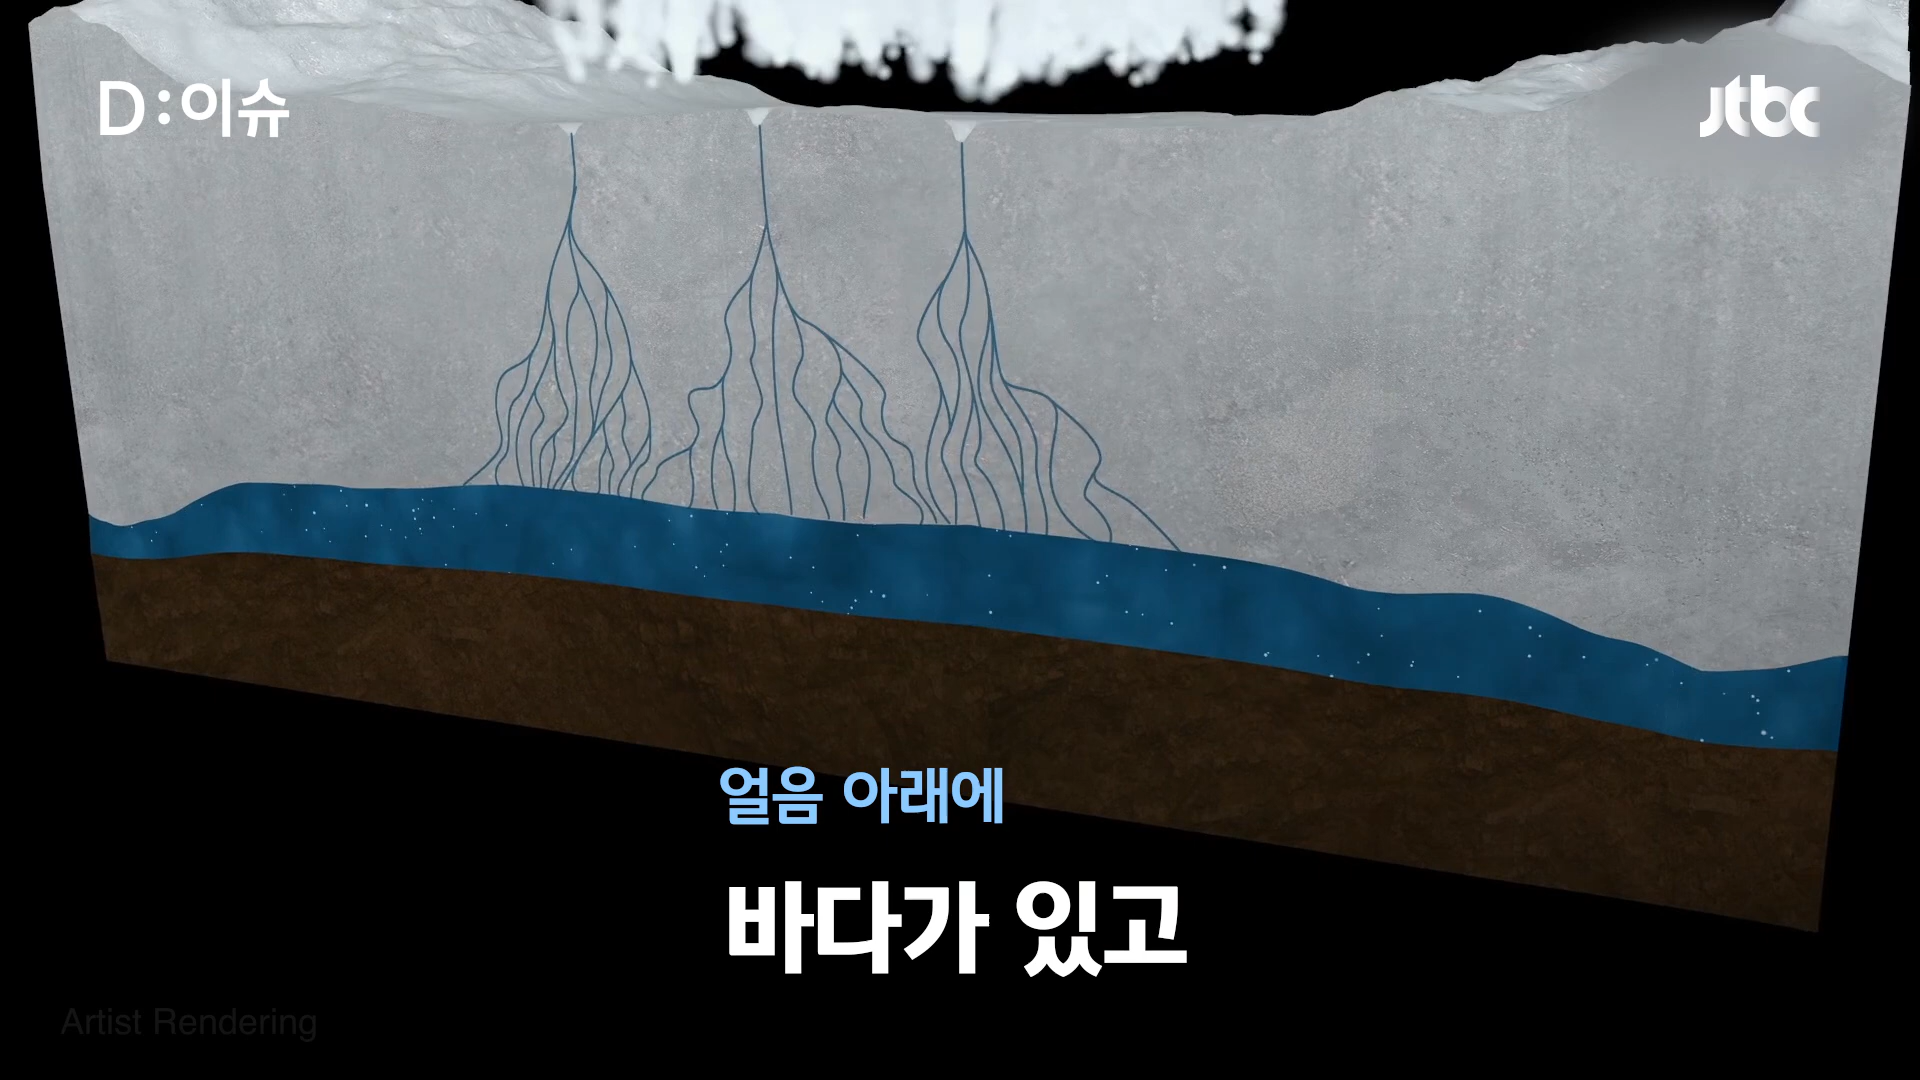 D:이슈
jtbc
얼음 아래에
바다가 있고
Artist Rendering